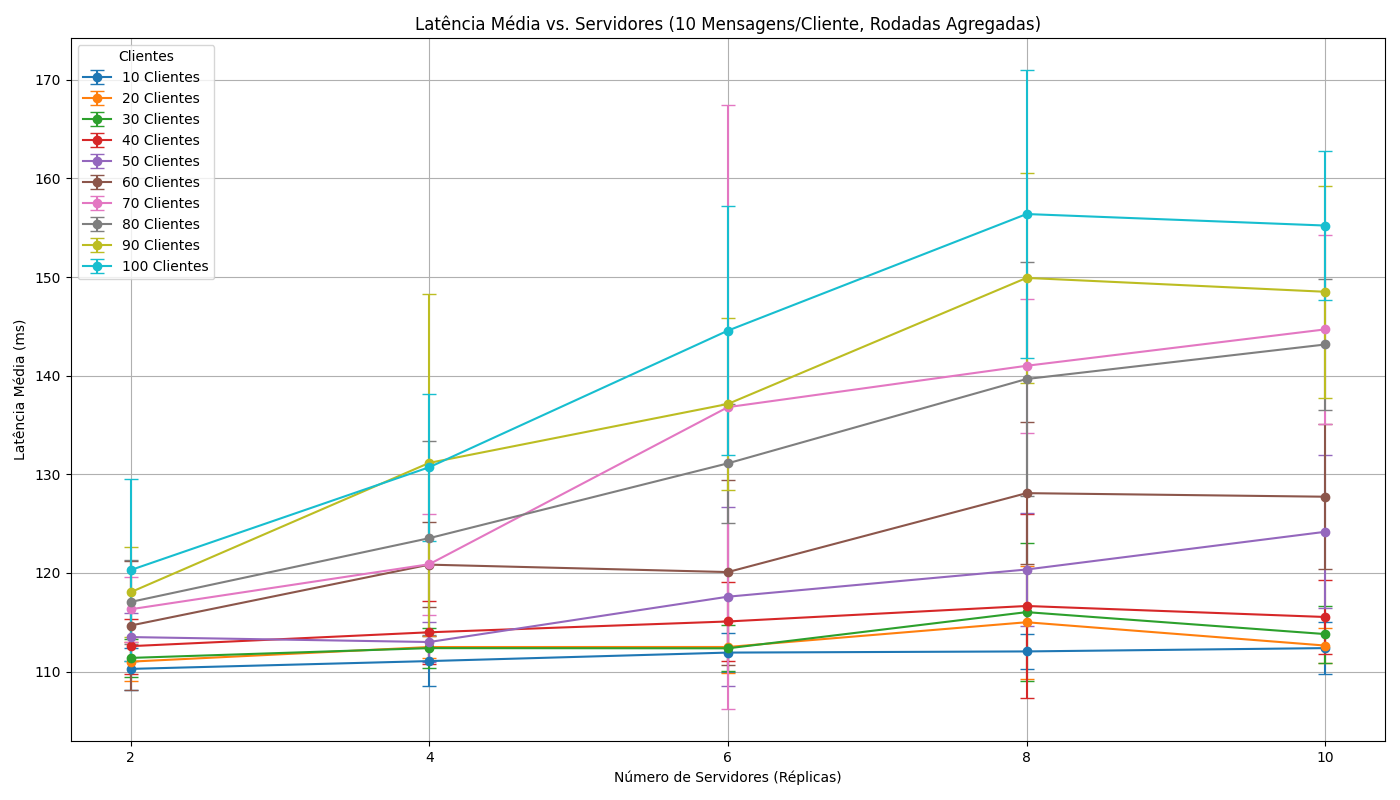 Latência Média vs. Servidores (10 Mensagens/Cliente, Rodadas Agregadas)
Clientes
10 Clientes
20 Clientes
30 Clientes
40 Clientes
50 Clientes
60 Clientes
70 Clientes
80 Clientes
90 Clientes
100 Clientes
Latência Média (ms)
170
160
150
140
130
120
110
2 4 6 8 10
Número de Servidores (Réplicas)